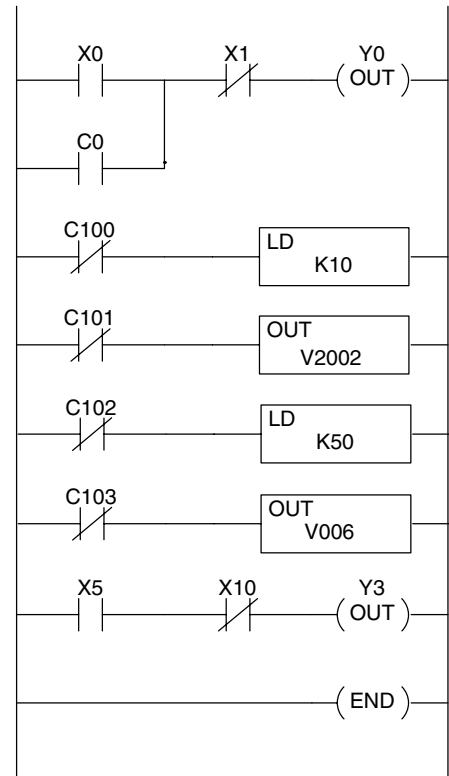 X0 X1 Y0
OUT
C0
C100
LD
K10
C101
OUT
V2002
C102
LD
K50
C103
OUT
V006
X5 X10 Y3
OUT
END